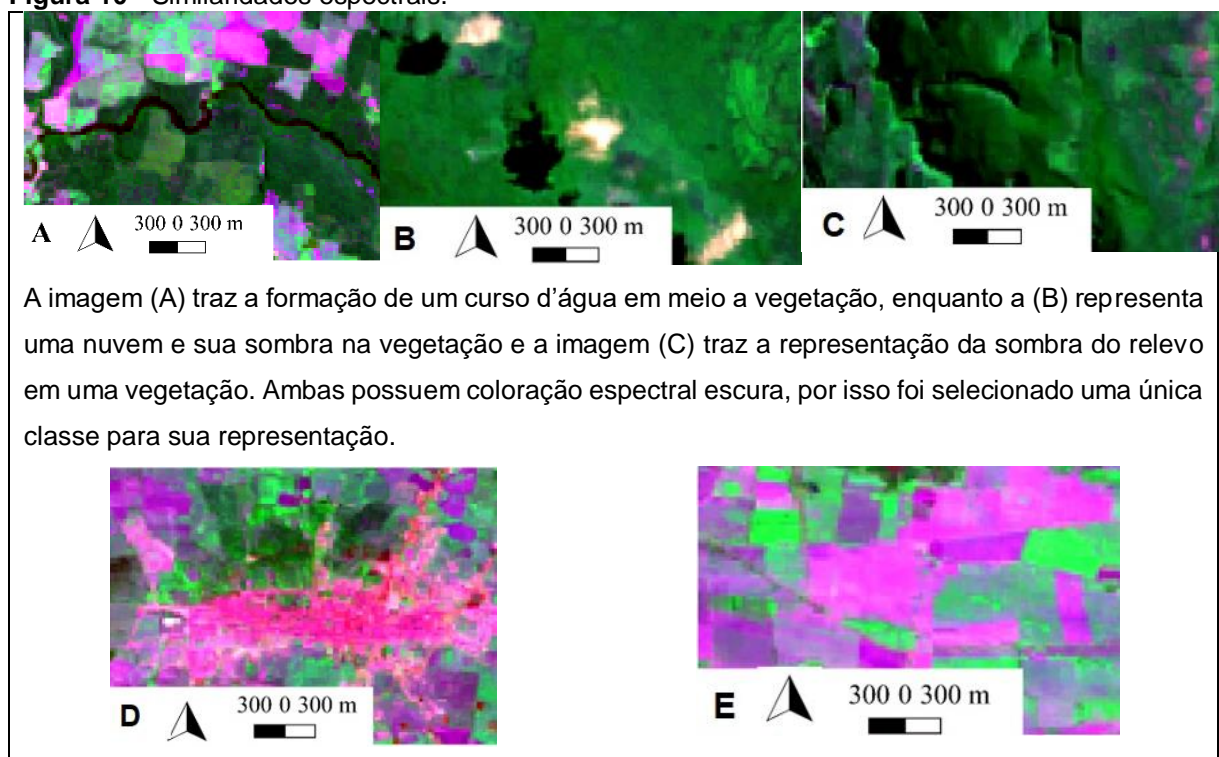 Figura 10 - Similaridades espectrais.
A 300 0 300 m
B 300 0 300 m
C 300 0 300 m
A imagem (A) traz a formação de um curso d'água em meio a vegetação, enquanto a (B) representa
uma nuvem e sua sombra na vegetação e a imagem (C) traz a representação da sombra do relevo
em uma vegetação. Ambas possuem coloração espectral escura, por isso foi selecionado uma única
classe para sua representação.
D 300 0 300 m
E 300 0 300 m